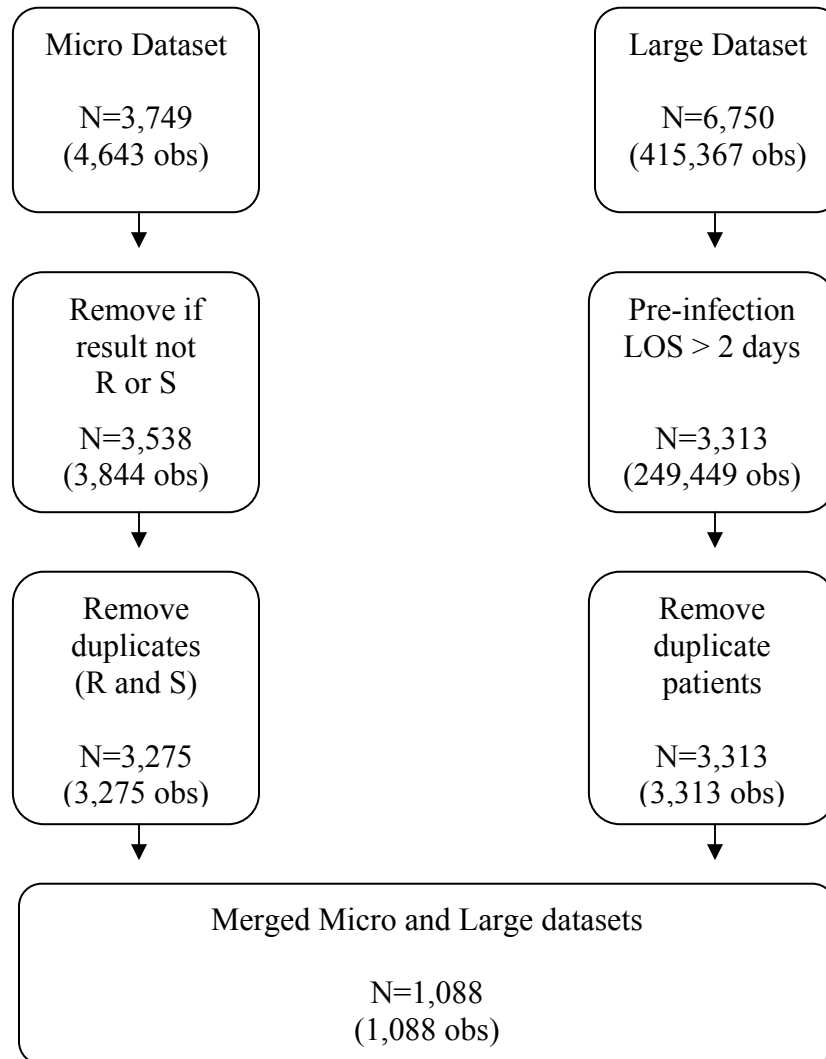 Micro Dataset
N=3,749
(4,643 obs)
Large Dataset
N=6,750
(415,367 obs)
Remove if
result not
R or S
N=3,538
(3,844 obs)
Pre-infection
LOS > 2 days
N=3,313
(249,449 obs)
Remove
duplicates
(R and S)
N=3,275
(3,275 obs)
Remove
duplicate
patients
N=3,313
(3,313 obs)
Merged Micro and Large datasets
N=1,088
(1,088 obs)